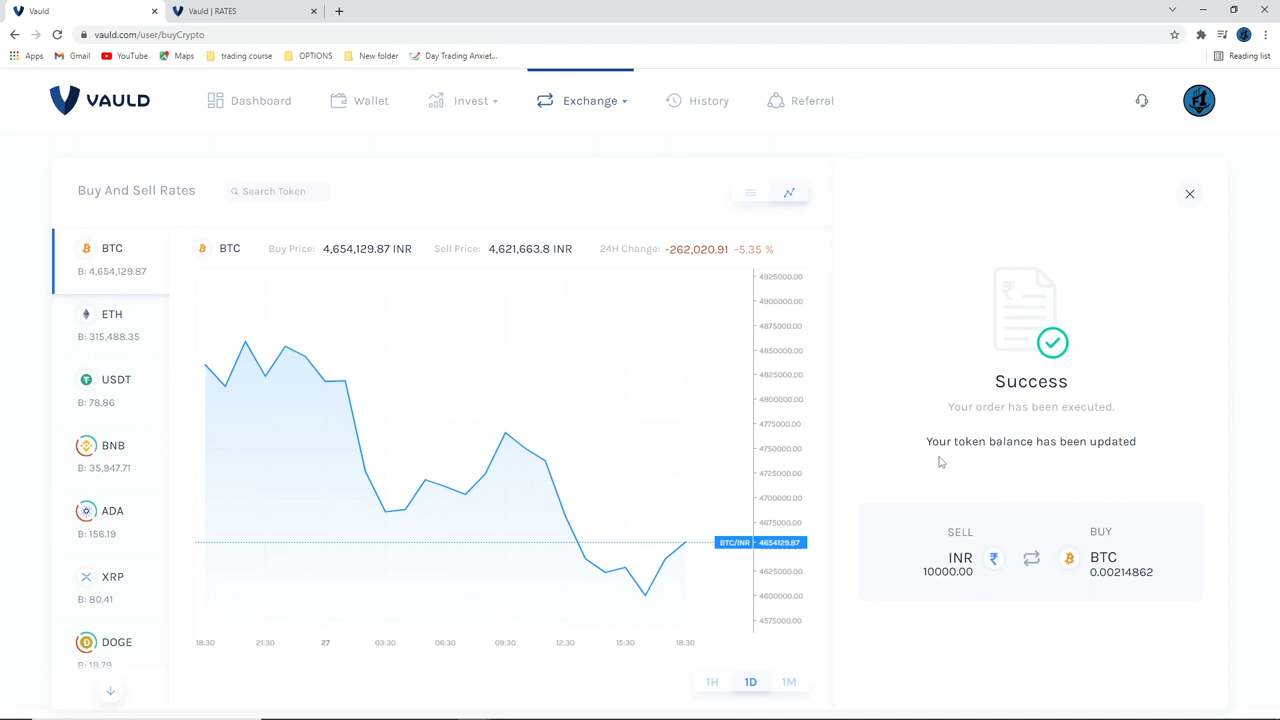 Vauld
Vauld | RATES
vauld.com/user/buyCrypto
Apps
Gmail
YouTube
Maps
trading course
OPTIONS
New folder
Day Trading Anxiet...
Reading list
VAULD
Dashboard
Wallet
Invest
Exchange
History
Referral
Buy And Sell Rates
Search Token
BTC
B: 4,654,129.87
ETH
B: 315,488.35
USDT
B: 78.86
BNB
B: 35,947.71
ADA
B: 156.19
XRP
B: 80.41
DOGE
B: 18.79
BTC
Buy Price: 4,654,129.87 INR
Sell Price: 4,621,663.8 INR
24H Change: -262,020.91 -5.35 %
4925000.00
4900000.00
4875000.00
4850000.00
4825000.00
4800000.00
4775000.00
4750000.00
4725000.00
4700000.00
4675000.00
BTC/INR 4654129.87
4625000.00
4600000.00
4575000.00
18:30
21:30
27
03:30
06:30
09:30
12:30
15:30
18:30
1H
1D
1M
Success
Your order has been executed.
Your token balance has been updated
SELL
INR
10000.00
BUY
BTC
0.00214862